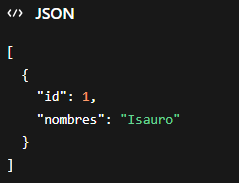 </> JSON
[
  {
    "id": 1,
    "nombres": "Isauro"
  }
]